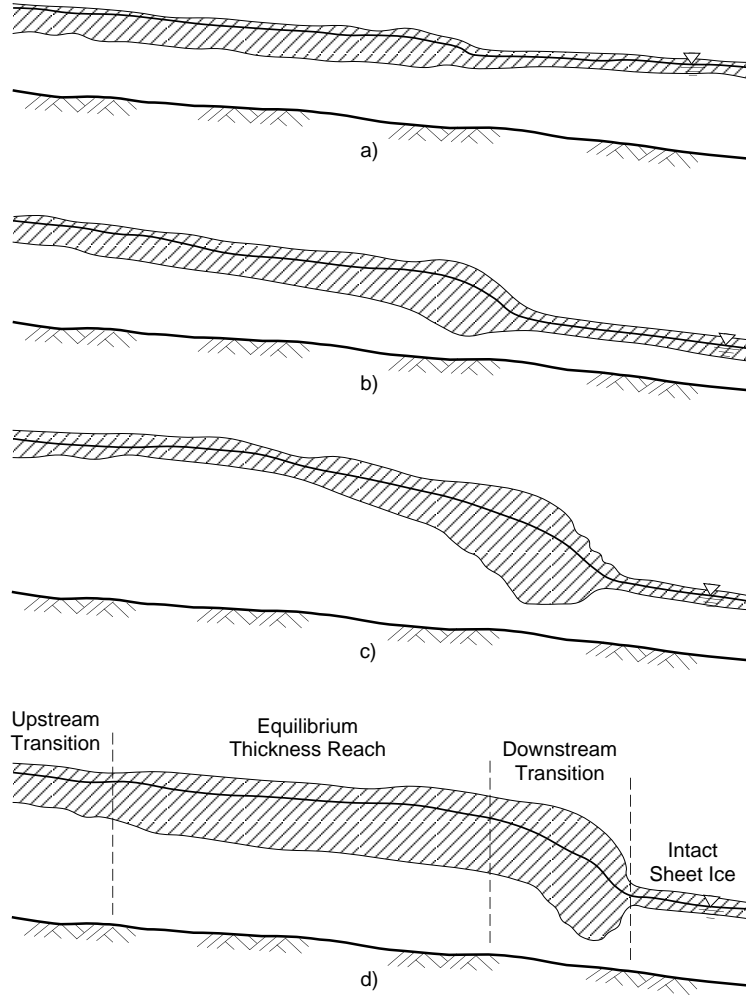 a)
b)
c)
Upstream
Transition
Equilibrium
Thickness Reach
Downstream
Transition
Intact
Sheet Ice
d)